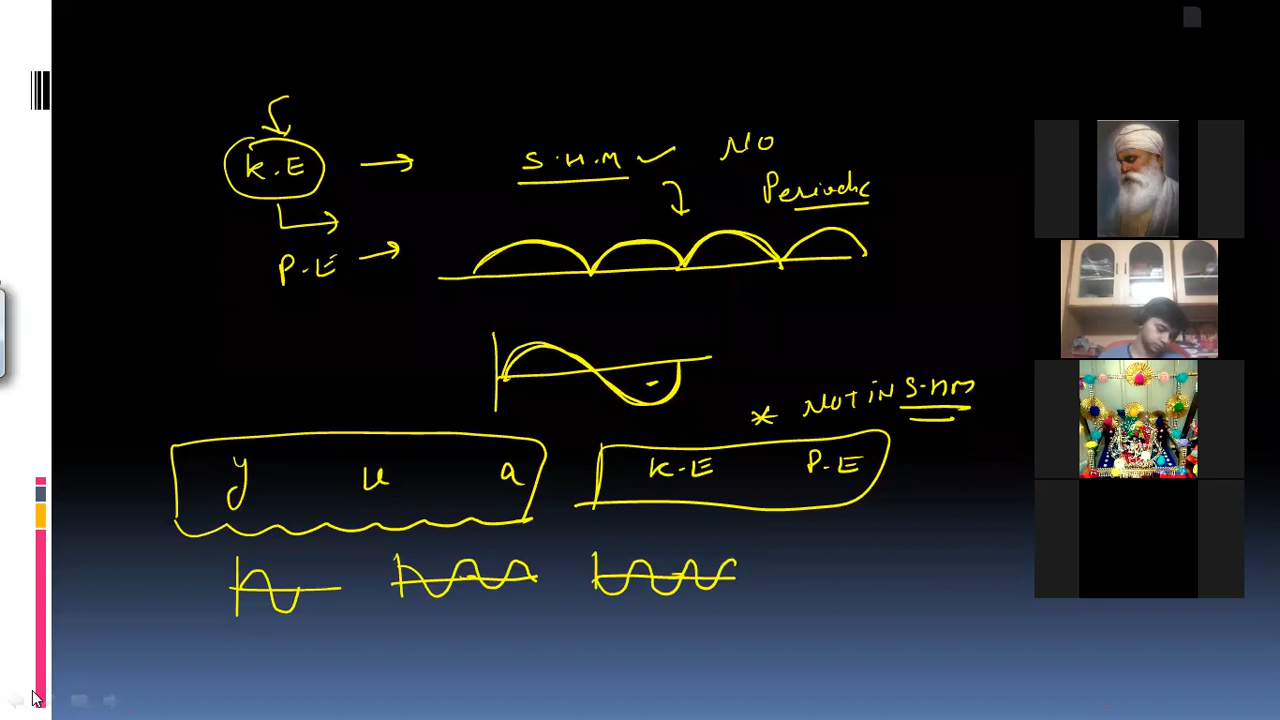 K.E → S.H.M ✓ NO
Periodic
P.E →
* NOT IN S.HM
y u a K-E P-E